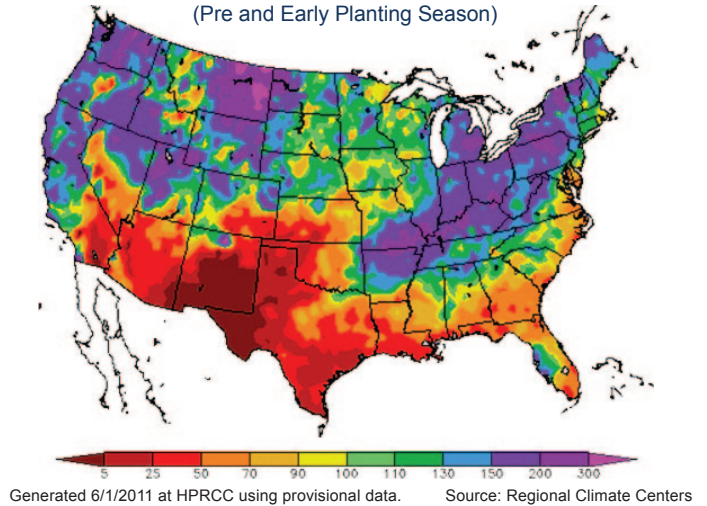 (Pre and Early Planting Season)
5 25 50 70 90 100 110 130 150 200 300
Generated 6/1/2011 at HPRCC using provisional data. Source: Regional Climate Centers